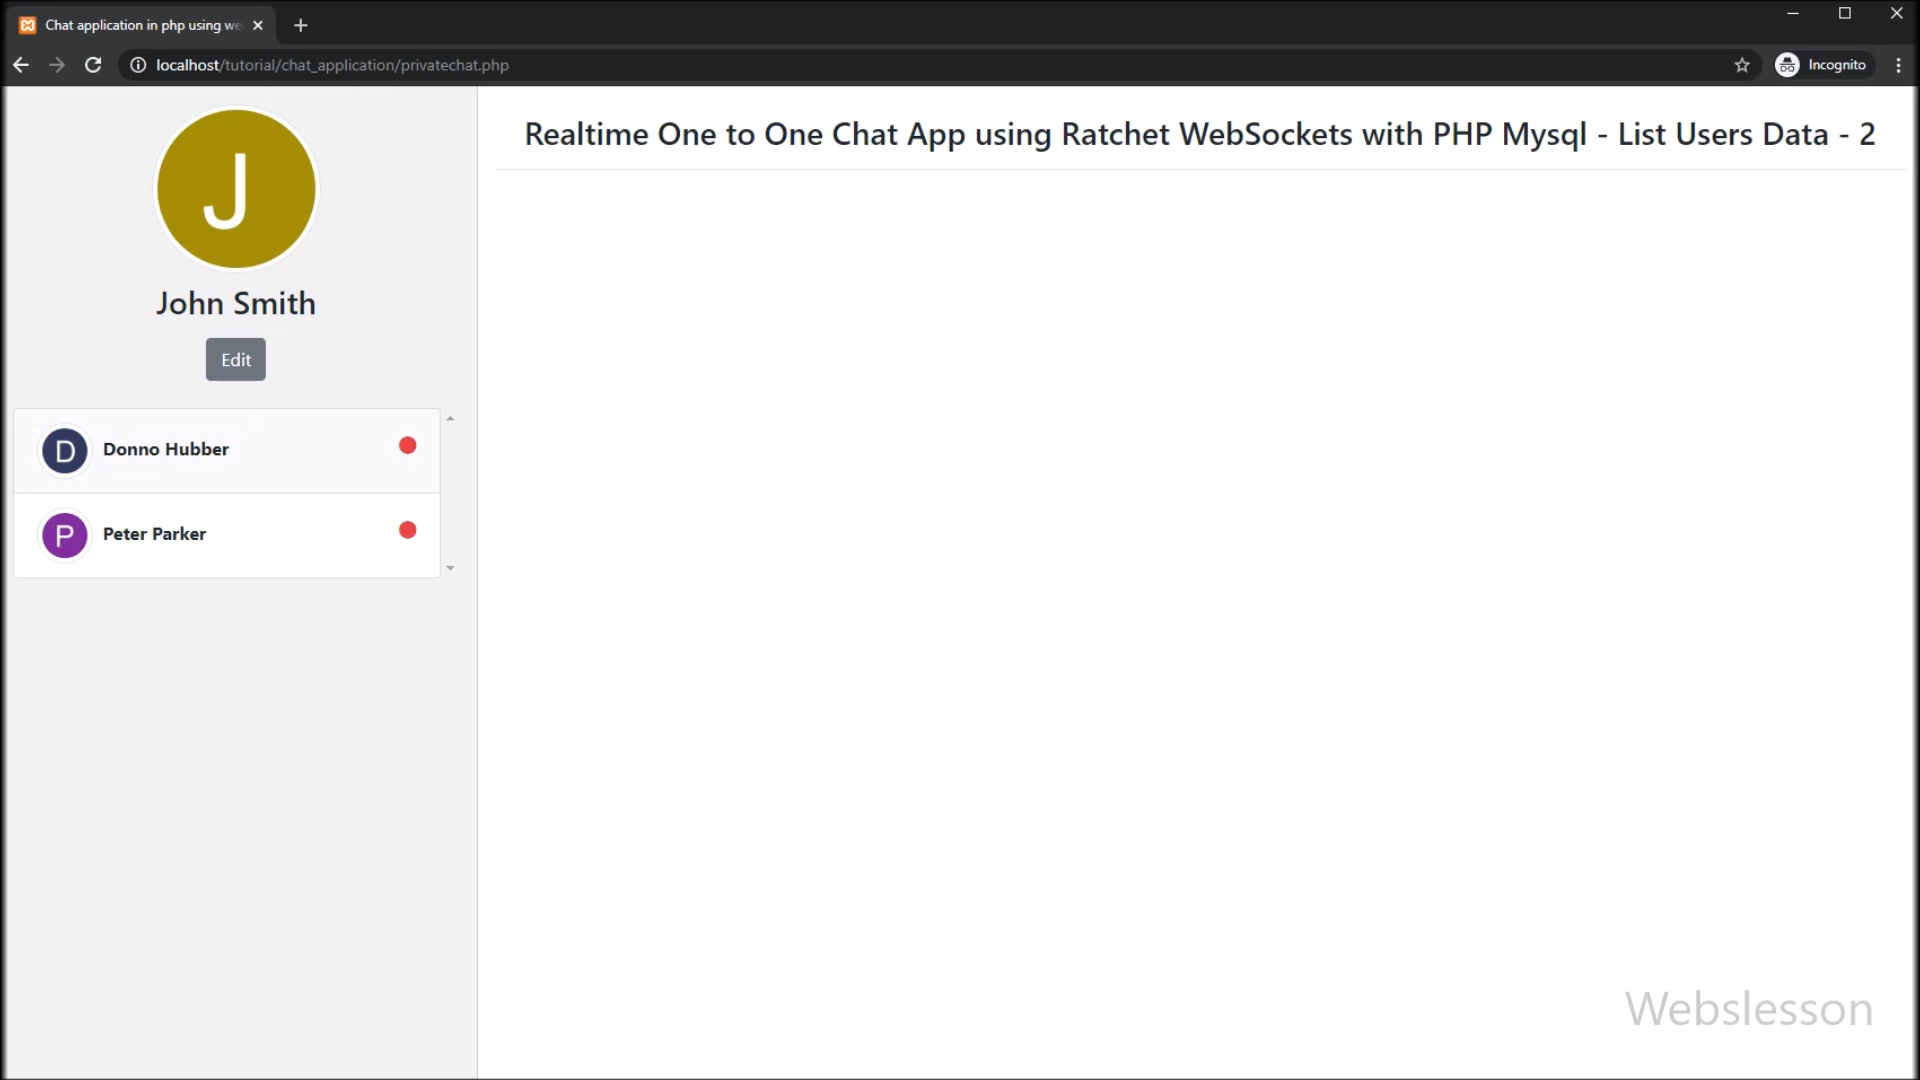 Chat application in php using we
localhost/tutorial/chat_application/privatechat.php
Incognito
J
John Smith
Edit
D Donno Hubber
P Peter Parker
Realtime One to One Chat App using Ratchet WebSockets with PHP Mysql - List Users Data - 2
Webslesson